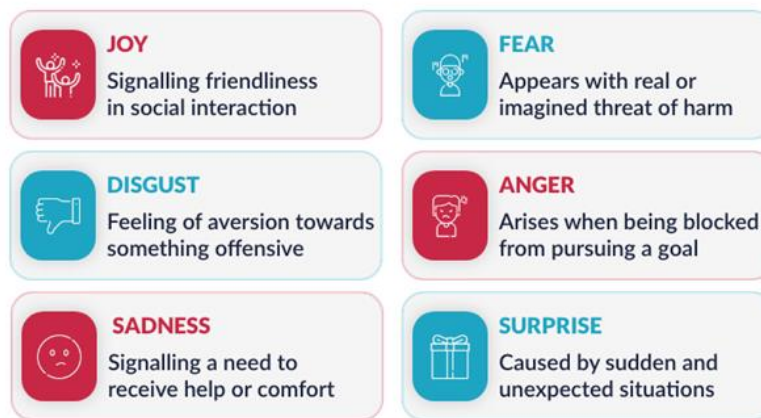 JOY
Signalling friendliness
in social interaction
FEAR
Appears with real or
imagined threat of harm
DISGUST
Feeling of aversion towards
something offensive
ANGER
Arises when being blocked
from pursuing a goal
SADNESS
Signalling a need to
receive help or comfort
SURPRISE
Caused by sudden and
unexpected situations